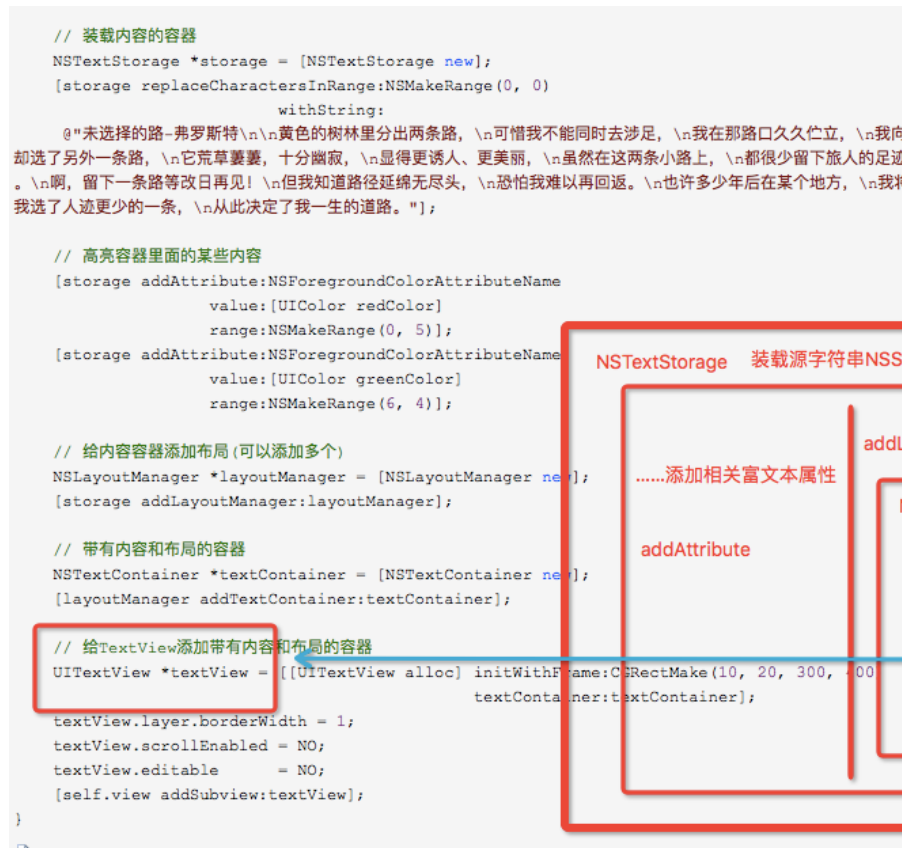 // 装载内容的容器
NSTextStorage *storage = [NSTextStorage new];
[storage replaceCharactersInRange:NSMakeRange(0, 0)
withString:
@"未选择的路-弗罗斯特\n\n黄色的树林里分出两条路，\n可惜我不能同时去涉足，\n我在那路口久久伫立，\n我向
却选了另外一条路，\n它荒草萋萋，十分幽寂，\n显得更诱人、更美丽，\n虽然在这两条小路上，\n都很少留下旅人的足迹
。\n啊，留下一条路等改日再见！\n但我知道路径延绵无尽头，\n恐怕我难以再回返。\n也许多少年后在某个地方，\n我将
我选了人迹更少的一条，\n从此决定了我一生的道路。"];
// 高亮容器里面的某些内容
[storage addAttribute:NSForegroundColorAttributeName
value:[UIColor redColor]
range:NSMakeRange(0, 5)];
[storage addAttribute:NSForegroundColorAttributeName
value:[UIColor greenColor]
range:NSMakeRange(6, 4)];
NSTextStorage 装载源字符串NSS
// 给内容容器添加布局(可以添加多个)
NSLayoutManager *layoutManager = [NSLayoutManager new];
[storage addLayoutManager:layoutManager];
addL
......添加相关富文本属性
// 带有内容和布局的容器
NSTextContainer *textContainer = [NSTextContainer new];
[layoutManager addTextContainer:textContainer];
addAttribute
// 给TextView添加带有内容和布局的容器
UITextView *textView = [[UITextView alloc] initWithFrame:CGRectMake(10, 20, 300, 400)
textContainer:textContainer];
textView.layer.borderWidth = 1;
textView.scrollEnabled = NO;
textView.editable = NO;
[self.view addSubview:textView];
}